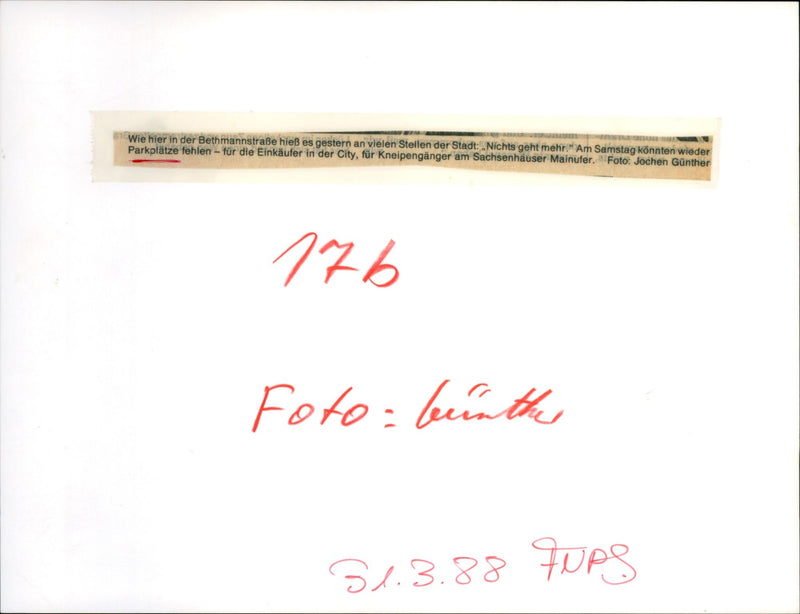 Wie hier in der Bethmannstraße hieß es gestern an vielen Stellen der Stadt: „Nichts geht mehr.“ Am Samstag könnten wieder
Parkplätze fehlen – für die Einkäufer in der City, für Kneipengänger am Sachsenhäuser Mainufer. Foto: Jochen Günther
17b
Foto: Günther
31.3.88 FNP